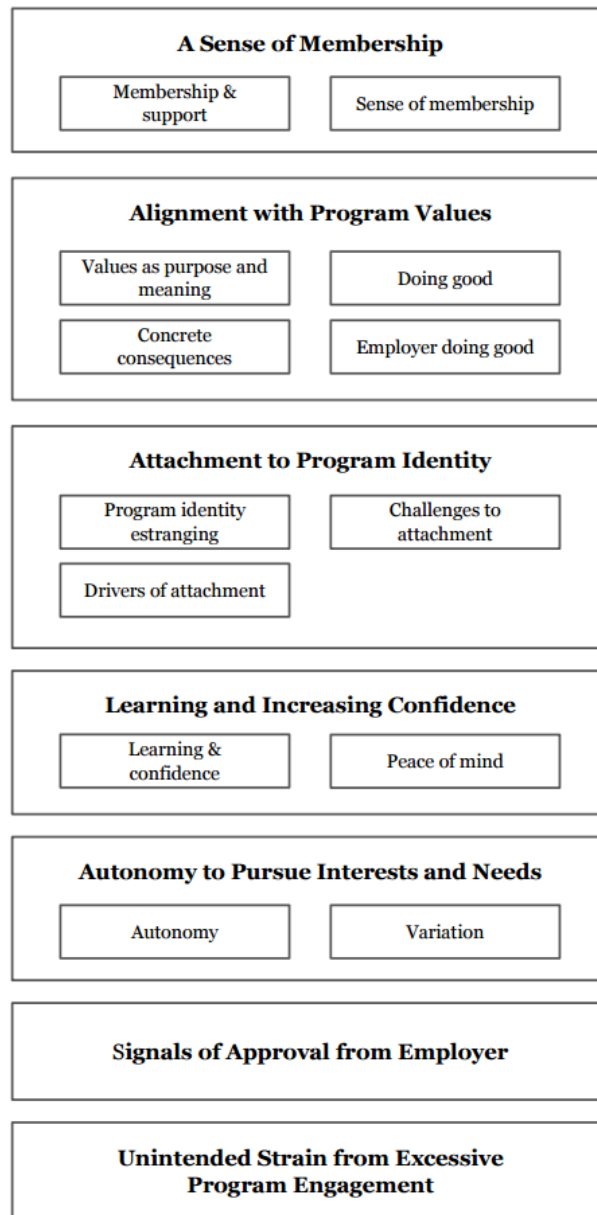 A Sense of Membership
Membership &
support
Sense of membership
Alignment with Program Values
Values as purpose and
meaning
Doing good
Concrete
consequences
Employer doing good
Attachment to Program Identity
Program identity
estranging
Challenges to
attachment
Drivers of attachment
Learning and Increasing Confidence
Learning &
confidence
Peace of mind
Autonomy to Pursue Interests and Needs
Autonomy
Variation
Signals of Approval from Employer
Unintended Strain from Excessive
Program Engagement